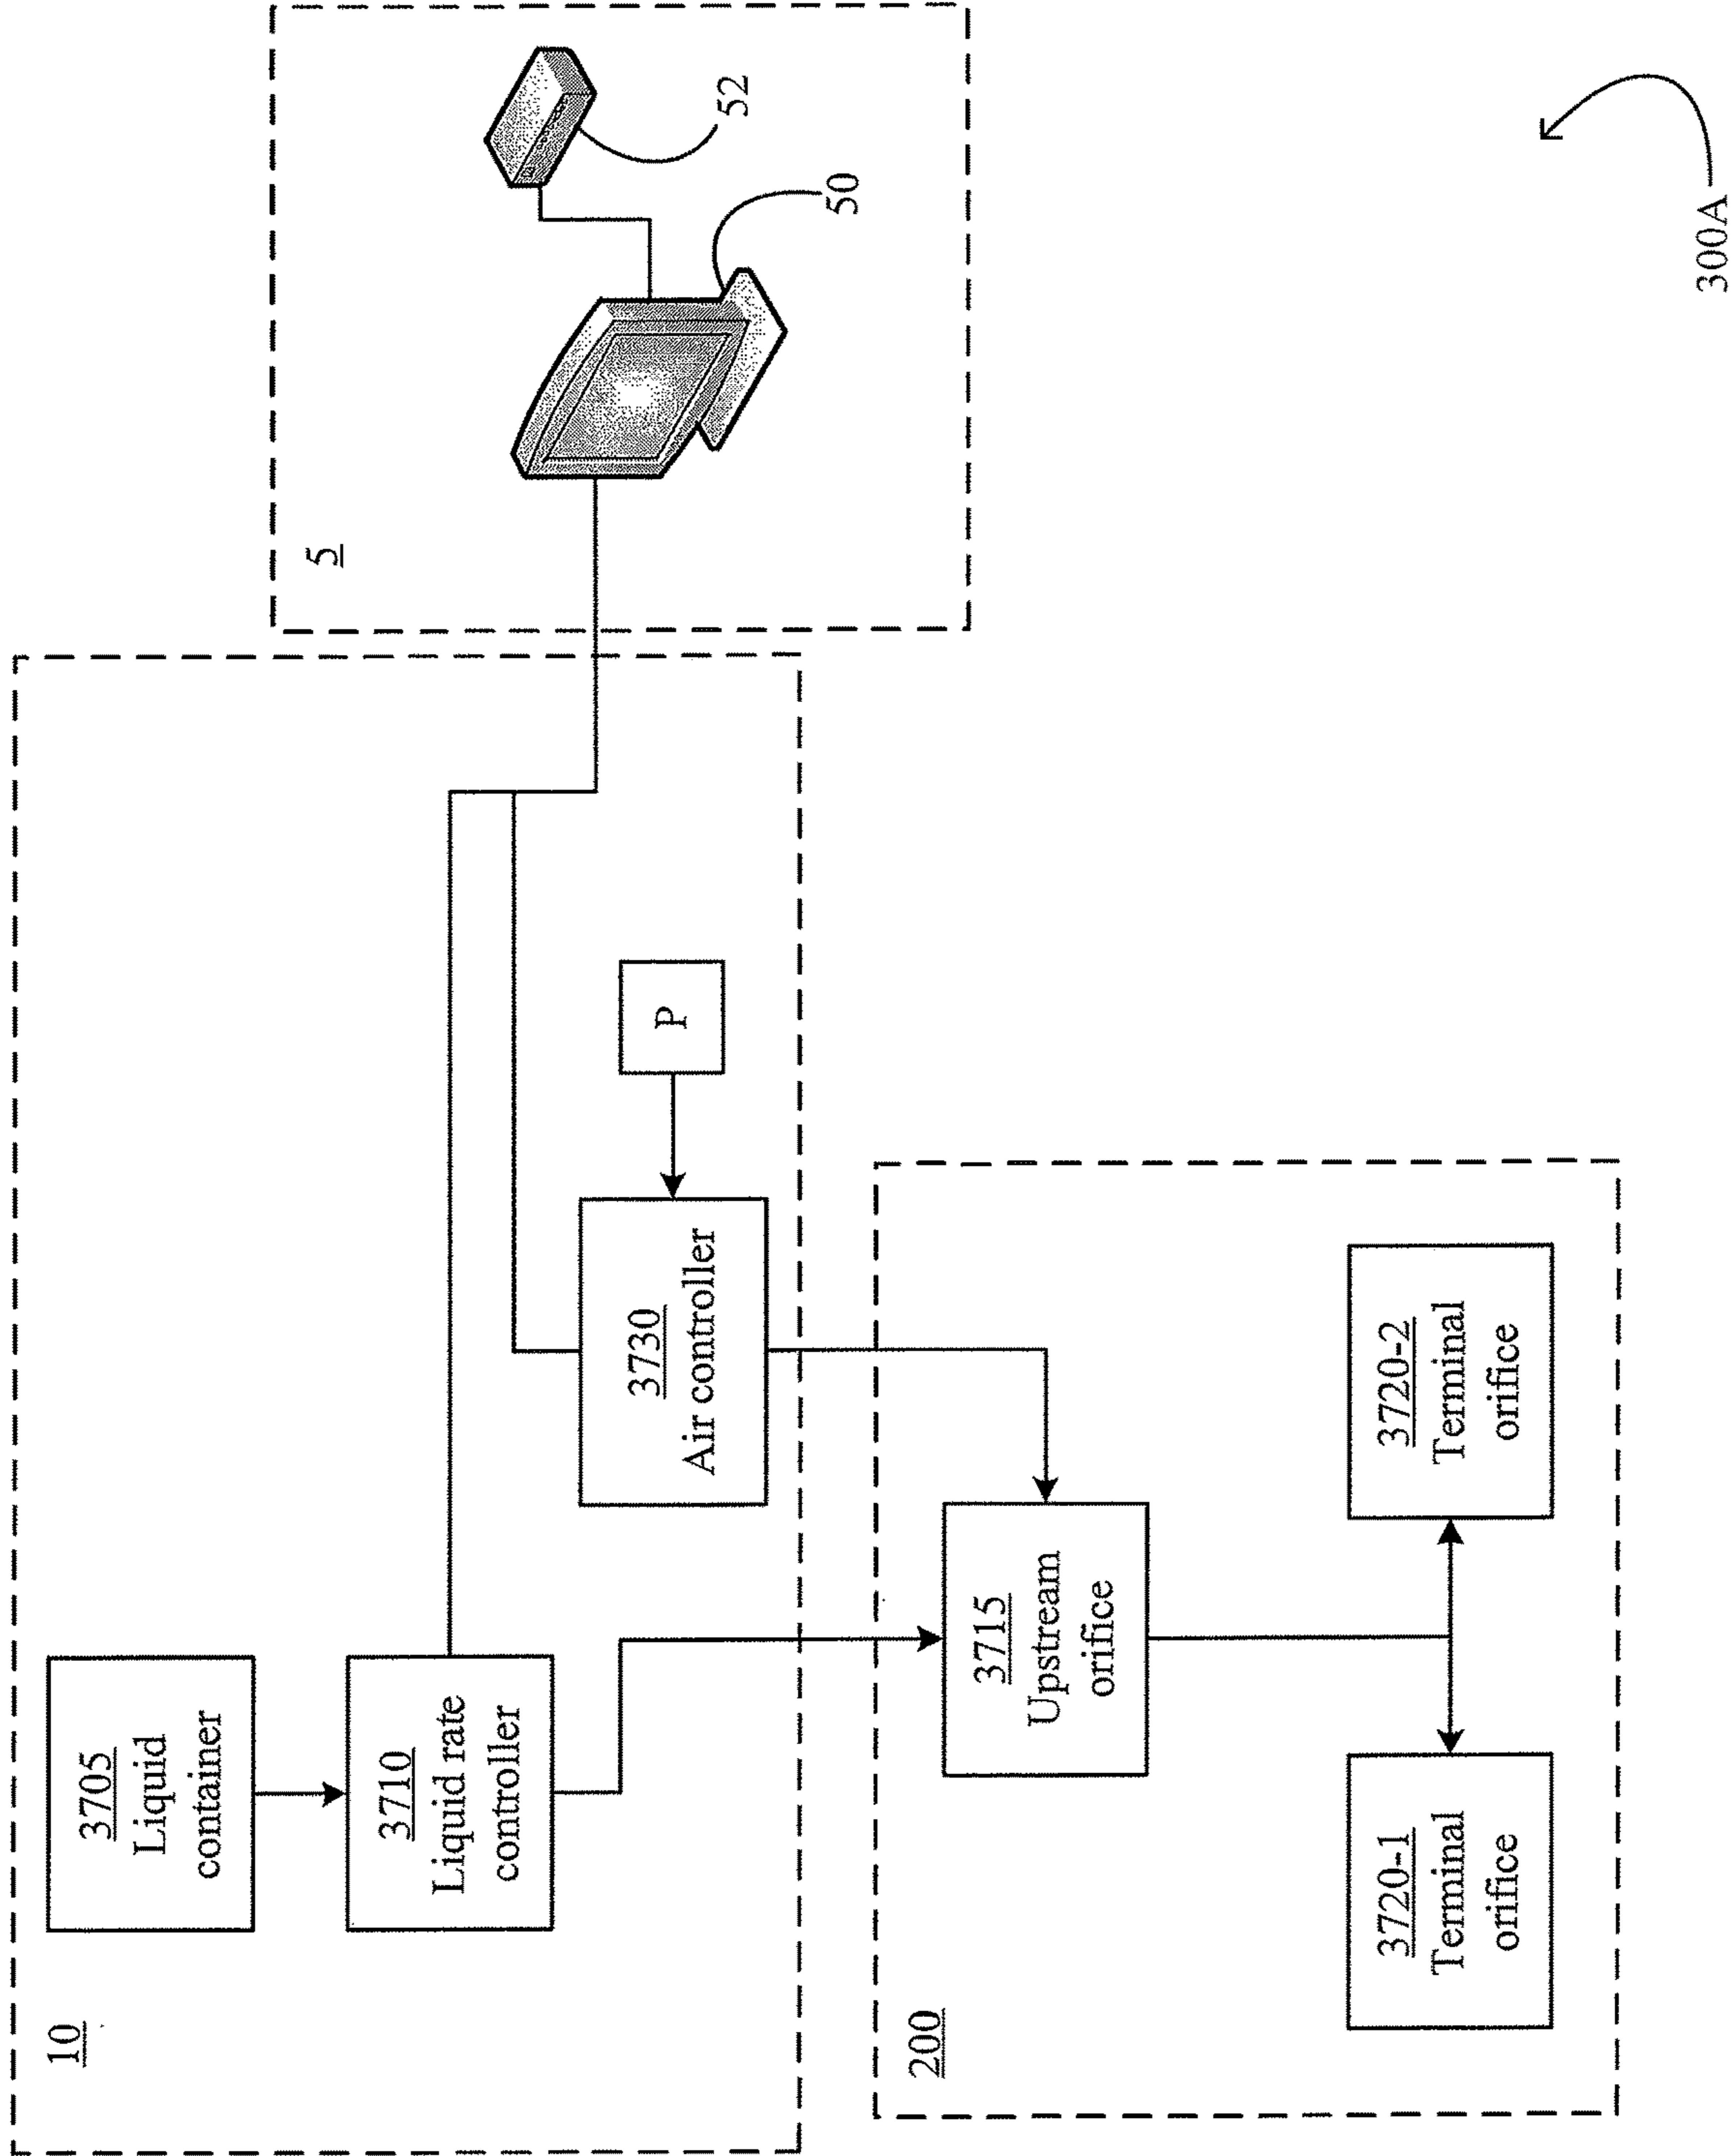 10
3705
Liquid
container
3710
Liquid rate
controller
3730
Air controller
P
5
52
50
200
3715
Upstream
orifice
3720-1
Terminal
orifice
3720-2
Terminal
orifice
300A